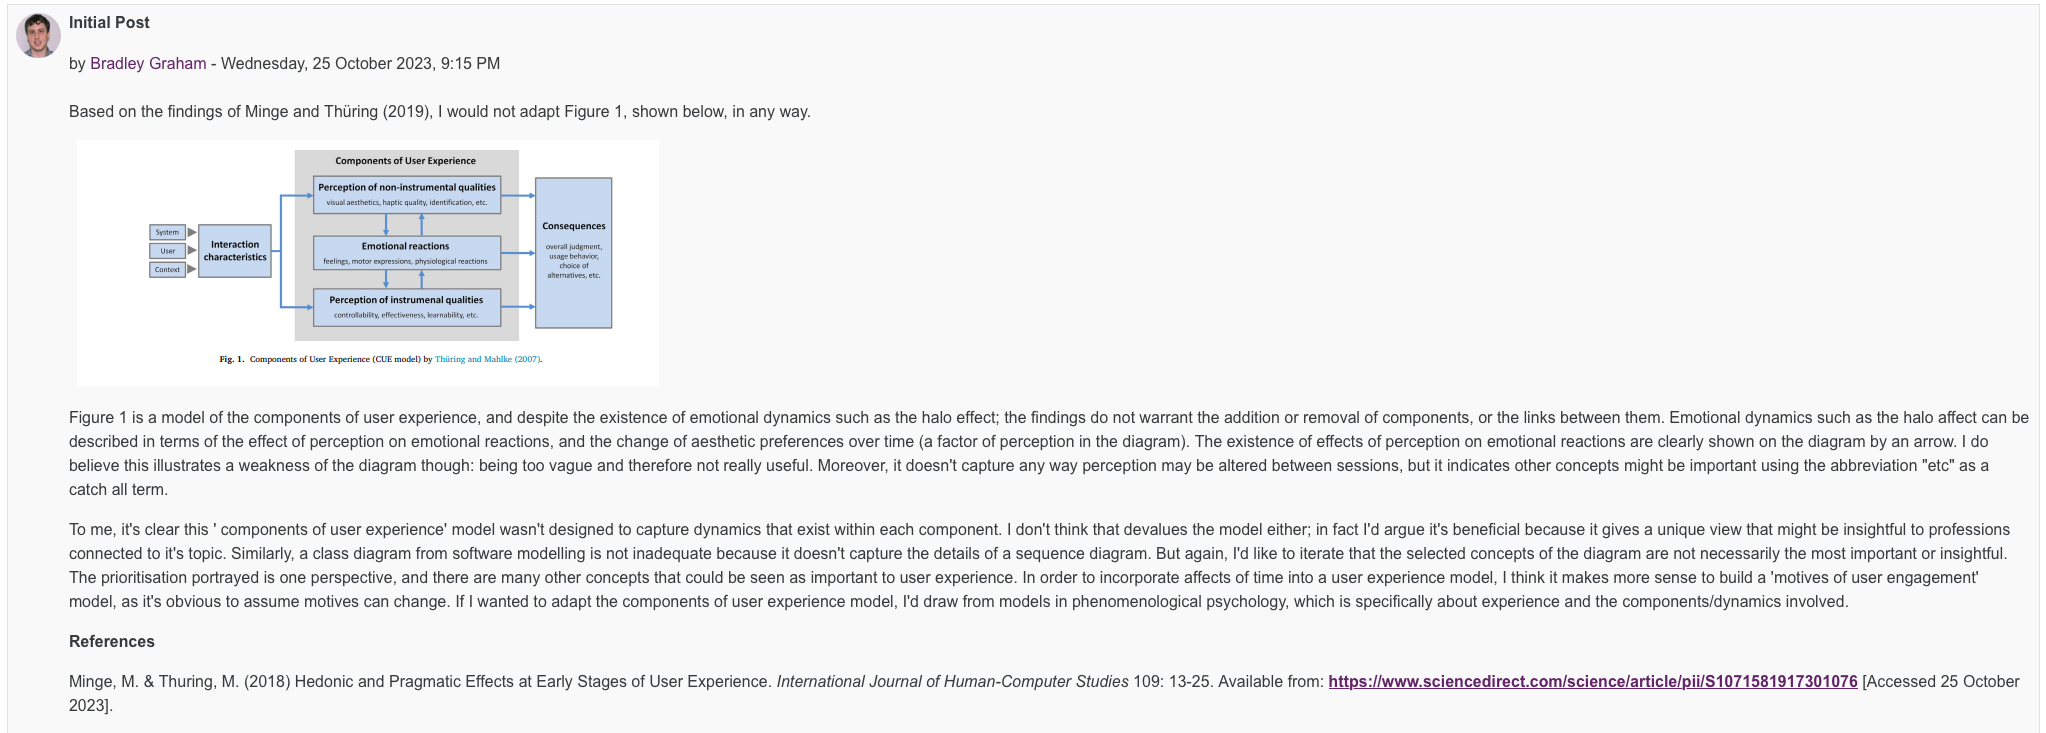 Initial Post
by Bradley Graham - Wednesday, 25 October 2023, 9:15 PM
Based on the findings of Minge and Thüring (2019), I would not adapt Figure 1, shown below, in any way.
Components of User Experience
Perception of non-instrumental qualities
visual aesthetics, haptic quality, identification, etc.
System
User
Context
Interaction
characteristics
Emotional reactions
feelings, motor expressions, physiological reactions
Perception of instrumenal qualities
controllability, effectiveness, learnability, etc.
Consequences
overall judgment,
usage behavior,
choice of
alternatives, etc.
Fig. 1. Components of User Experience (CUE model) by Thüring and Mahlke (2007).
Figure 1 is a model of the components of user experience, and despite the existence of emotional dynamics such as the halo effect; the findings do not warrant the addition or removal of components, or the links between them. Emotional dynamics such as the halo affect can be
described in terms of the effect of perception on emotional reactions, and the change of aesthetic preferences over time (a factor of perception in the diagram). The existence of effects of perception on emotional reactions are clearly shown on the diagram by an arrow. I do
believe this illustrates a weakness of the diagram though: being too vague and therefore not really useful. Moreover, it doesn't capture any way perception may be altered between sessions, but it indicates other concepts might be important using the abbreviation "etc" as a
catch all term.
To me, it's clear this ' components of user experience' model wasn't designed to capture dynamics that exist within each component. I don't think that devalues the model either; in fact I'd argue it's beneficial because it gives a unique view that might be insightful to professions
connected to it's topic. Similarly, a class diagram from software modelling is not inadequate because it doesn't capture the details of a sequence diagram. But again, I'd like to iterate that the selected concepts of the diagram are not necessarily the most important or insightful.
The prioritisation portrayed is one perspective, and there are many other concepts that could be seen as important to user experience. In order to incorporate affects of time into a user experience model, I think it makes more sense to build a 'motives of user engagement'
model, as it's obvious to assume motives can change. If I wanted to adapt the components of user experience model, I'd draw from models in phenomenological psychology, which is specifically about experience and the components/dynamics involved.
References
Minge, M. & Thuring, M. (2018) Hedonic and Pragmatic Effects at Early Stages of User Experience. International Journal of Human-Computer Studies 109: 13-25. Available from: https://www.sciencedirect.com/science/article/pii/S1071581917301076 [Accessed 25 October
2023].